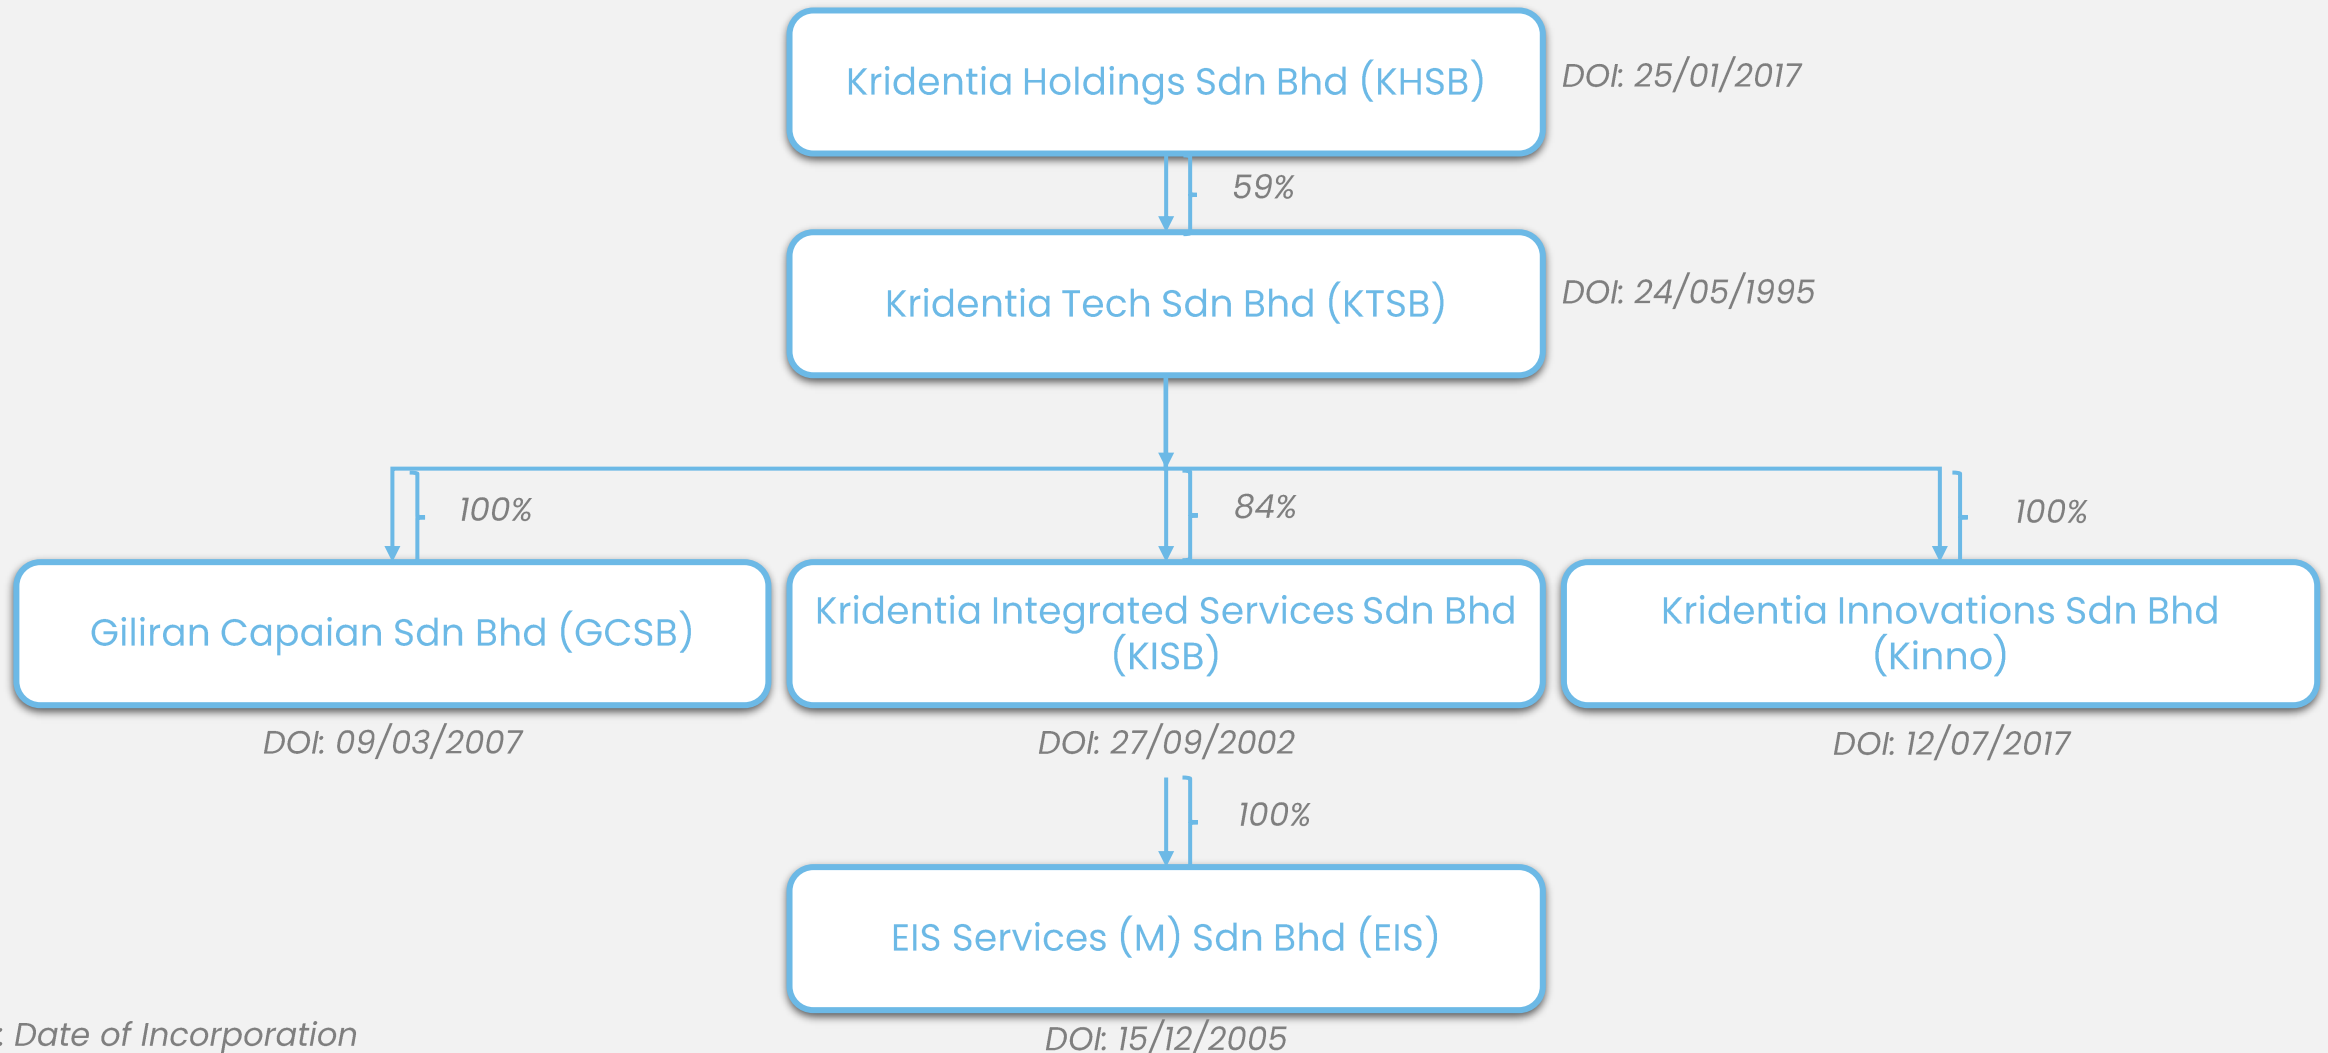 Kridentia Holdings Sdn Bhd (KHSB)
DOI: 25/01/2017
59%
Kridentia Tech Sdn Bhd (KTSB)
DOI: 24/05/1995
100%
84%
100%
Giliran Capaian Sdn Bhd (GCSB)
Kridentia Integrated Services Sdn Bhd
(KISB)
Kridentia Innovations Sdn Bhd
(Kinno)
DOI: 09/03/2007
DOI: 27/09/2002
DOI: 12/07/2017
100%
EIS Services (M) Sdn Bhd (EIS)
: Date of Incorporation
DOI: 15/12/2005